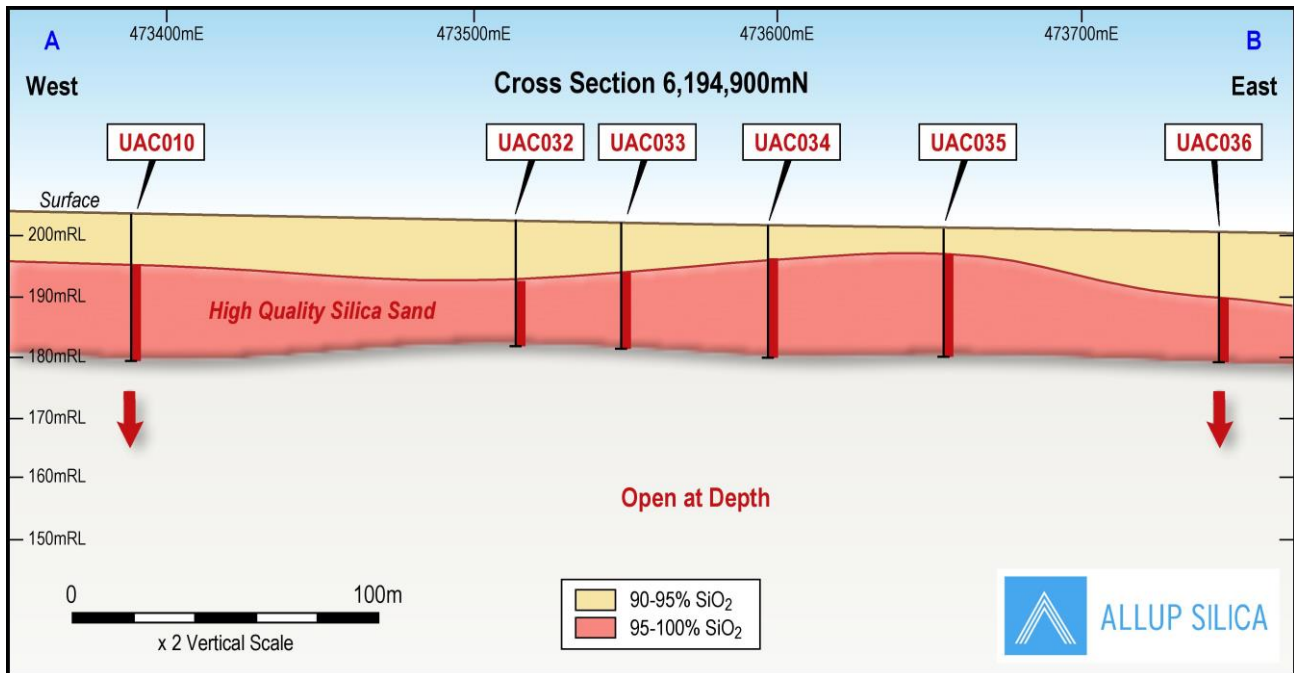 473400mE
473500mE
473600mE
473700mE
A
B
West
Cross Section 6,194,900mN
East
UAC010
UAC032
UAC033
UAC034
UAC035
UAC036
Surface
200mRL
190mRL
High Quality Silica Sand
180mRL
170mRL
160mRL
Open at Depth
150mRL
0
100m
x 2 Vertical Scale
90-95% SiO₂
95-100% SiO₂
ALLUP SILICA